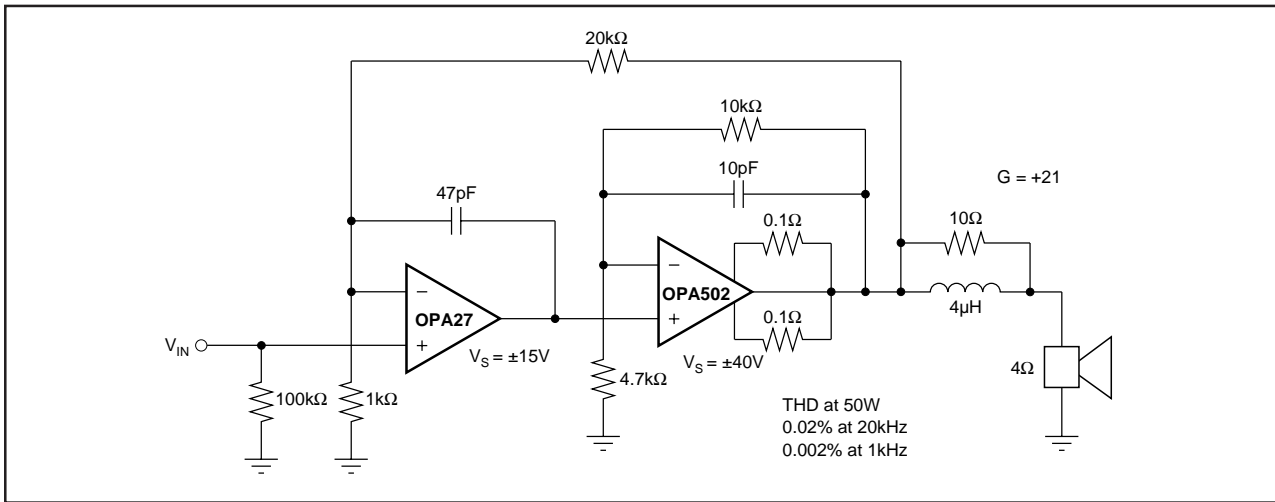 20kΩ
10kΩ
10pF
G = +21
47pF
0.1Ω
10Ω
−
OPA27
+
−
OPA502
+
4µH
0.1Ω
V_IN
V_S = ±15V
V_S = ±40V
100kΩ
1kΩ
4.7kΩ
4Ω
THD at 50W
0.02% at 20kHz
0.002% at 1kHz